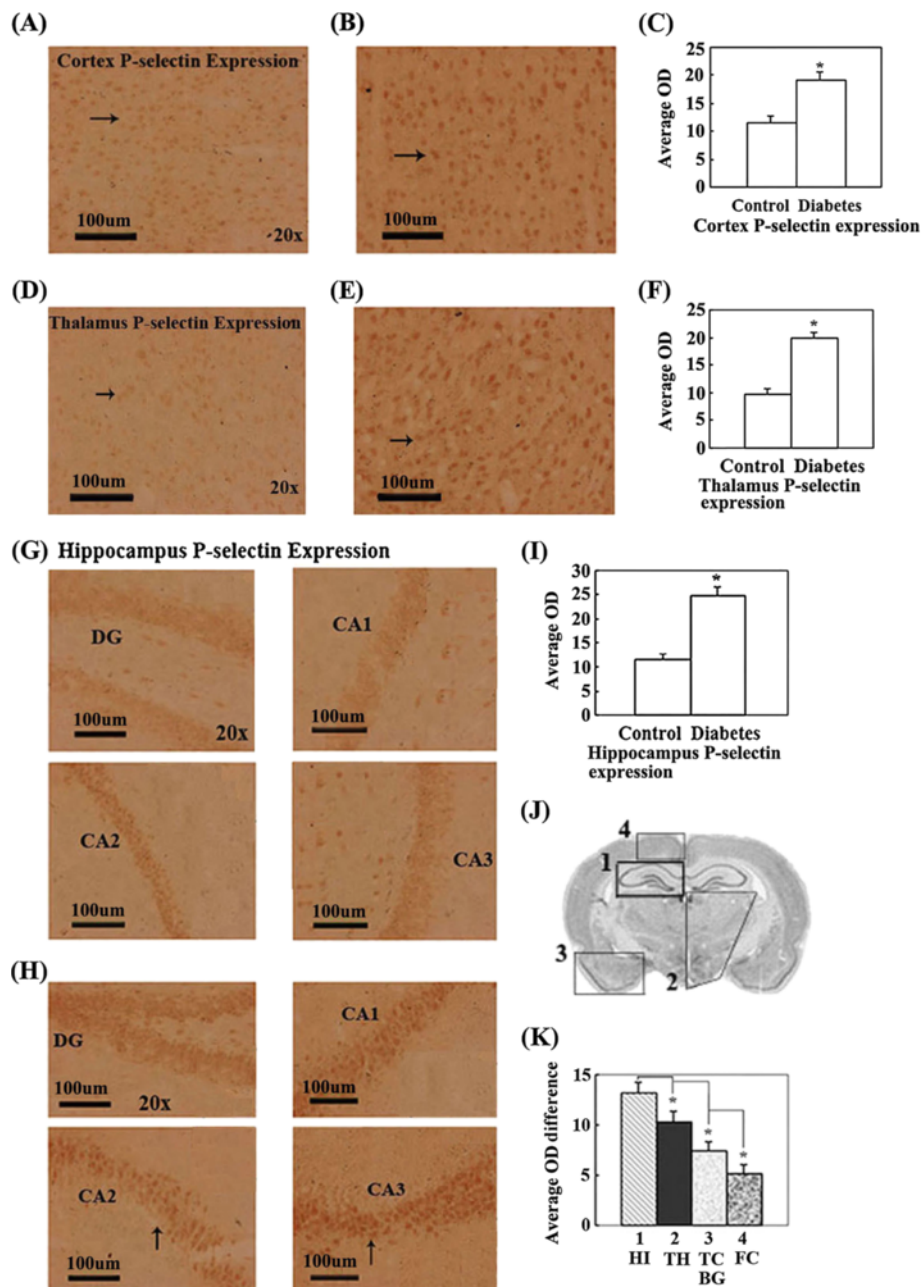 (A)
Cortex P-selectin Expression
100um
20x
(B)
100um
(C)
Average OD
25
20
15
10
5
0
*
Control Diabetes
Cortex P-selectin expression
(D)
Thalamus P-selectin Expression
100um
20x
(E)
100um
(F)
Average OD
25
20
15
10
5
0
*
Control Diabetes
Thalamus P-selectin
expression
(G) Hippocampus P-selectin Expression
DG
100um
20x
CA1
100um
CA2
100um
CA3
100um
(I)
Average OD
30
25
20
15
10
5
0
*
Control Diabetes
Hippocampus P-selectin
expression
(J)
4
1
3
2
(H)
DG
100um
20x
CA1
100um
CA2
100um
CA3
100um
(K)
Average OD difference
15
10
5
0
*
*
*
1 2 3 4
HI TH TC FC
BG